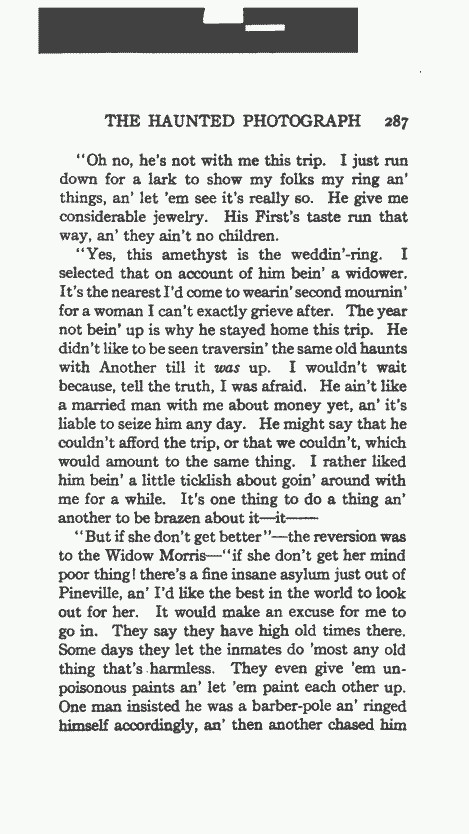 THE HAUNTED PHOTOGRAPH 287
"Oh no, he's not with me this trip. I just run
down for a lark to show my folks my ring an'
things, an' let 'em see it's really so. He give me
considerable jewelry. His First's taste run that
way, an' they ain't no children.
"Yes, this amethyst is the weddin'-ring. I
selected that on account of him bein' a widower.
It's the nearest I'd come to wearin' second mournin'
for a woman I can't exactly grieve after. The year
not bein' up is why he stayed home this trip. He
didn't like to be seen traversin' the same old haunts
with Another till it was up. I wouldn't wait
because, tell the truth, I was afraid. He ain't like
a married man with me about money yet, an' it's
liable to seize him any day. He might say that he
couldn't afford the trip, or that we couldn't, which
would amount to the same thing. I rather liked
him bein' a little ticklish about goin' around with
me for a while. It's one thing to do a thing an'
another to be brazen about it—it——
"But if she don't get better"—the reversion was
to the Widow Morris—"if she don't get her mind
poor thing! there's a fine insane asylum just out of
Pineville, an' I'd like the best in the world to look
out for her. It would make an excuse for me to
go in. They say they have high old times there.
Some days they let the inmates do 'most any old
thing that's harmless. They even give 'em un-
poisonous paints an' let 'em paint each other up.
One man insisted he was a barber-pole an' ringed
himself accordingly, an' then another chased him